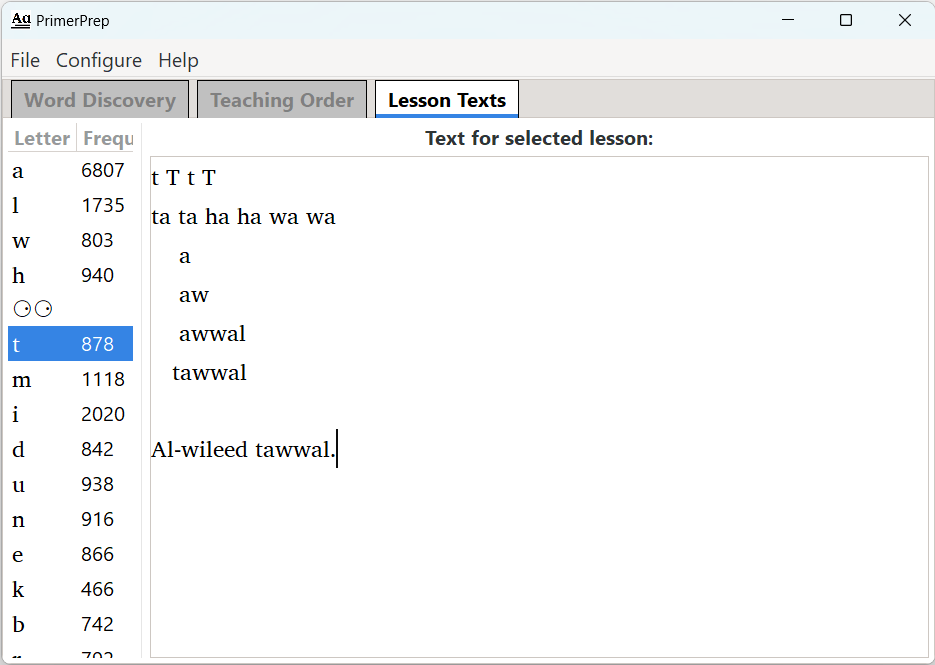 Aa PrimerPrep
File Configure Help
Word Discovery Teaching Order Lesson Texts
Letter Frequ
a 6807
l 1735
w 803
h 940
t 878
m 1118
i 2020
d 842
u 938
n 916
e 866
k 466
b 742
Text for selected lesson:
t T t T
ta ta ha ha wa wa
a
aw
awwal
tawwal
Al-wileed tawwal.